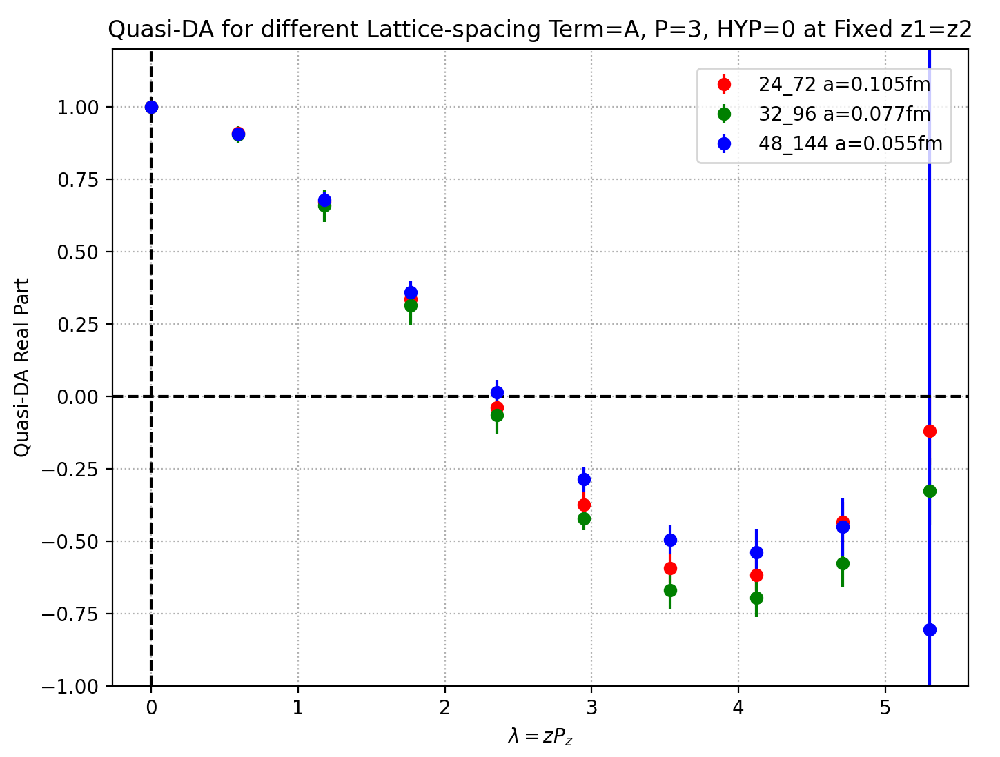 Quasi-DA for different Lattice-spacing Term=A, P=3, HYP=0 at Fixed z1=z2
24_72 a=0.105fm
32_96 a=0.077fm
48_144 a=0.055fm
Quasi-DA Real Part
1.00
0.75
0.50
0.25
0.00
−0.25
−0.50
−0.75
−1.00
0 1 2 3 4 5
λ = zP_z